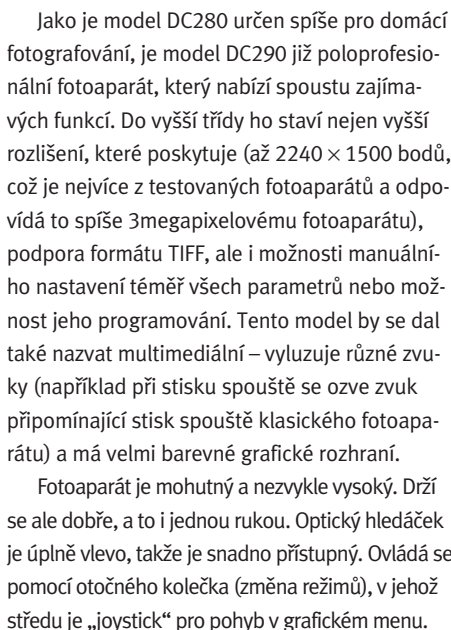 Jako je model DC280 určen spíše pro domácí
fotografování, je model DC290 již poloprofesio-
nální fotoaparát, který nabízí spoustu zajíma-
vých funkcí. Do vyšší třídy ho staví nejen vyšší
rozlišení, které poskytuje (až 2240 × 1500 bodů,
což je nejvíce z testovaných fotoaparátů a odpo-
vídá to spíše 3megapixelovému fotoaparátu),
podpora formátu TIFF, ale i možnosti manuální-
ho nastavení téměř všech parametrů nebo mož-
nost jeho programování. Tento model by se dal
také nazvat multimediální – vyluzuje různé zvu-
ky (například při stisku spouště se ozve zvuk
připomínající stisk spouště klasického fotoapa-
rátu) a má velmi barevné grafické rozhraní.
Fotoaparát je mohutný a nezvykle vysoký. Drží
se ale dobře, a to i jednou rukou. Optický hledáček
je úplně vlevo, takže je snadno přístupný. Ovládá se
pomocí otočného kolečka (změna režimů), v jehož
středu je „joystick“ pro pohyb v grafickém menu.